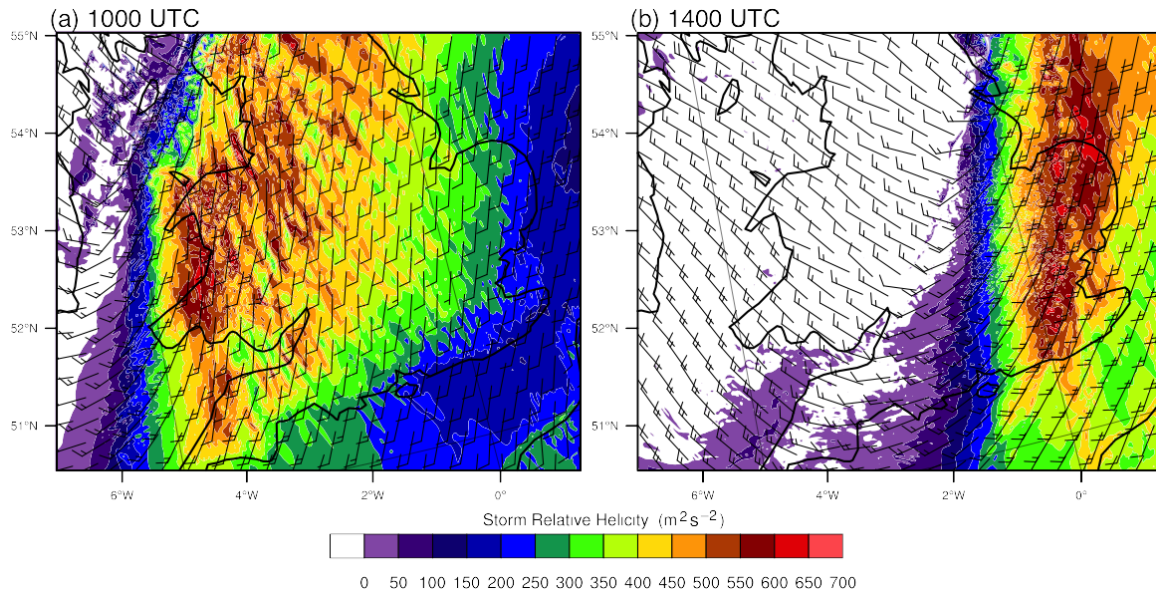 (a) 1000 UTC
(b) 1400 UTC
55°N
54°N
53°N
52°N
51°N
6°W 4°W 2°W 0°
55°N
54°N
53°N
52°N
51°N
6°W 4°W 2°W 0°
Storm Relative Helicity (m²s⁻²)
0 50 100 150 200 250 300 350 400 450 500 550 600 650 700